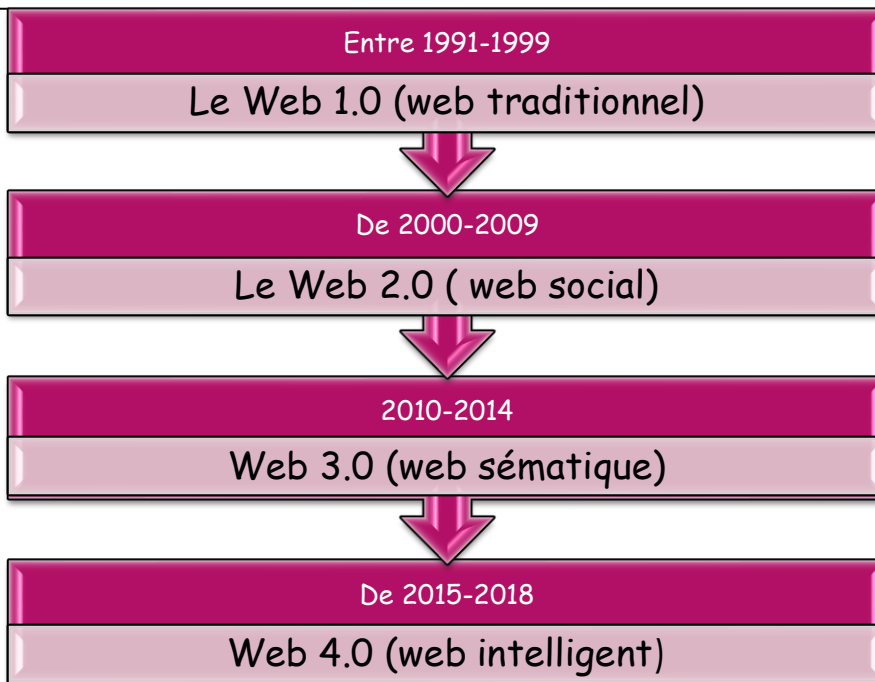 Entre 1991-1999
Le Web 1.0 (web traditionnel)
De 2000-2009
Le Web 2.0 ( web social)
2010-2014
Web 3.0 (web sématique)
De 2015-2018
Web 4.0 (web intelligent)